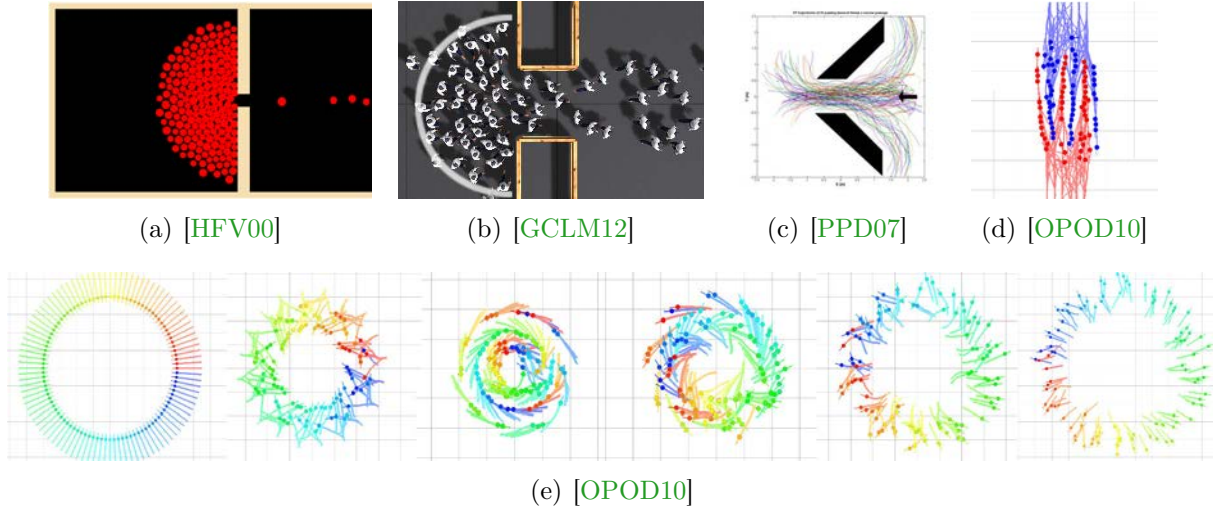 (a) [HFV00]
(b) [GCLM12]
(c) [PPD07]
(d) [OPOD10]
(e) [OPOD10]